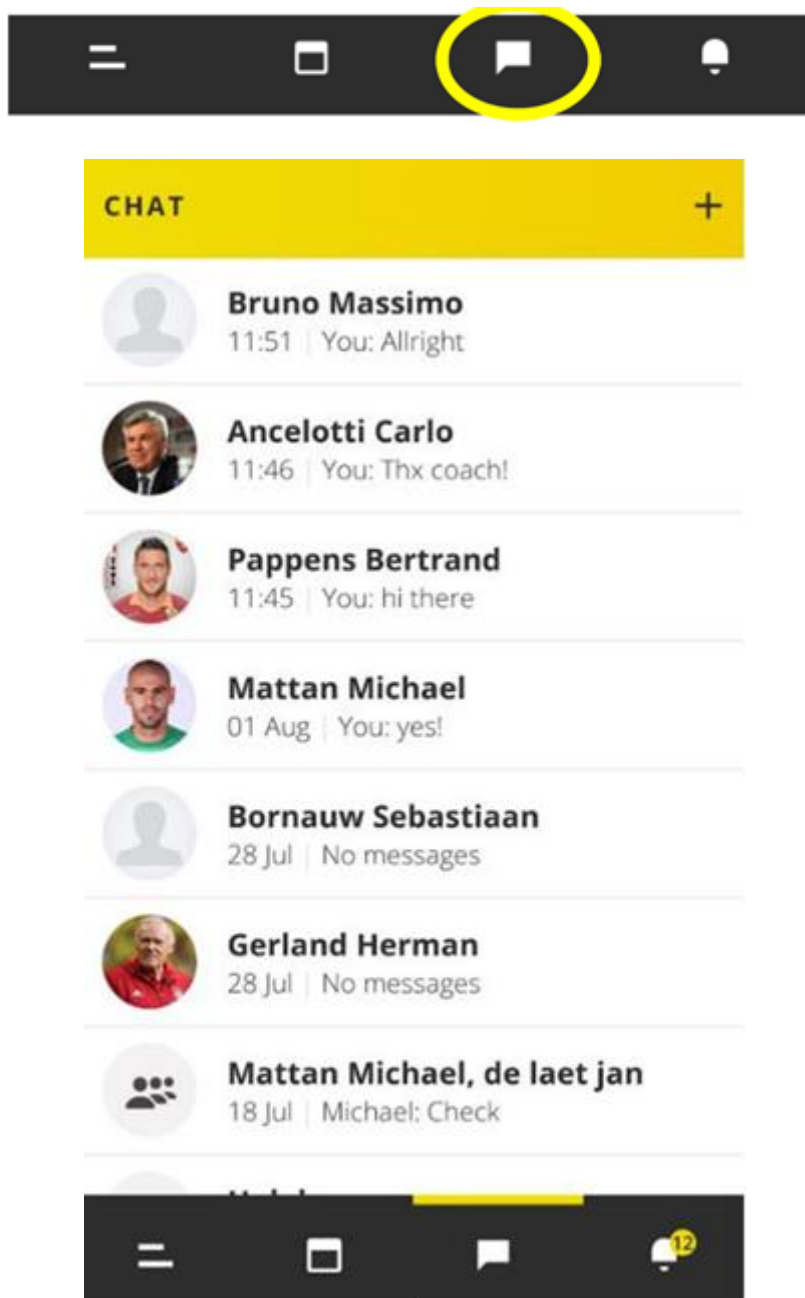 CHAT
Bruno Massimo
11:51 | You: Allright
Ancelotti Carlo
11:46 | You: Thx coach!
Pappens Bertrand
11:45 | You: hi there
Mattan Michael
01 Aug | You: yes!
Bornauw Sebastiaan
28 Jul | No messages
Gerland Herman
28 Jul | No messages
Mattan Michael, de laet jan
18 Jul | Michael: Check
12